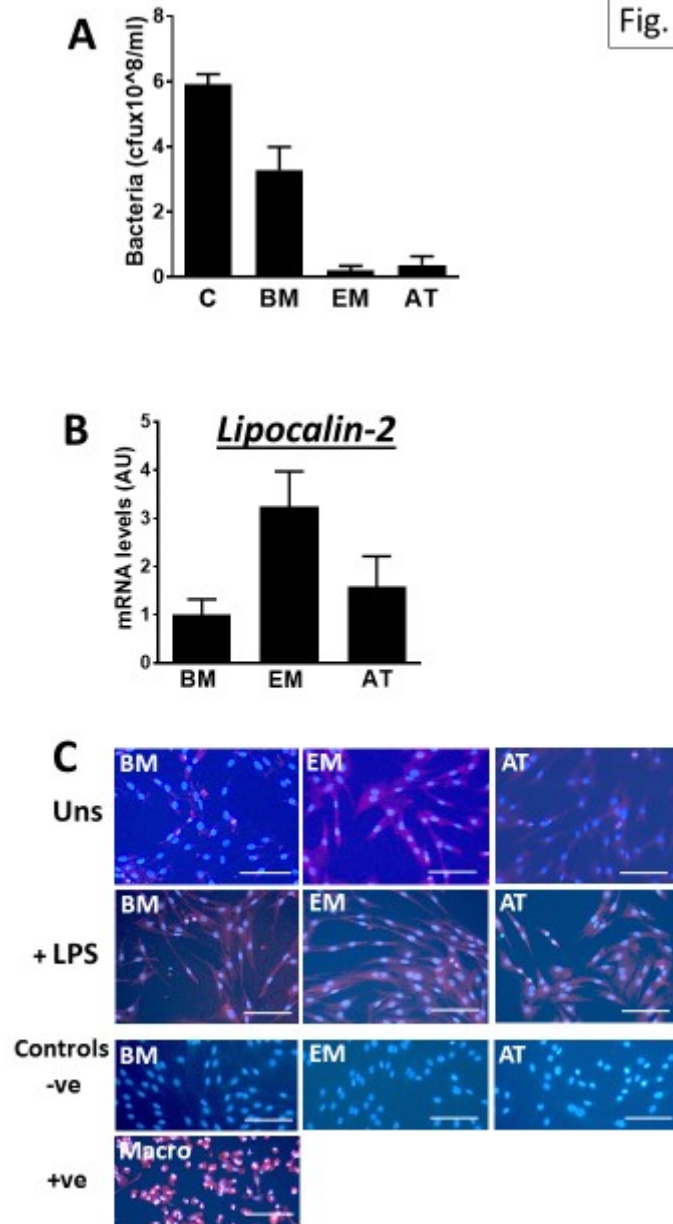 Fig.
A
Bacteria (cfux10^8/ml)
8
6
4
2
0
C BM EM AT
B
Lipocalin-2
mRNA levels (AU)
5
4
3
2
1
0
BM EM AT
C
Uns
BM EM AT
+ LPS
BM EM AT
Controls
-ve
BM EM AT
+ve
Macro